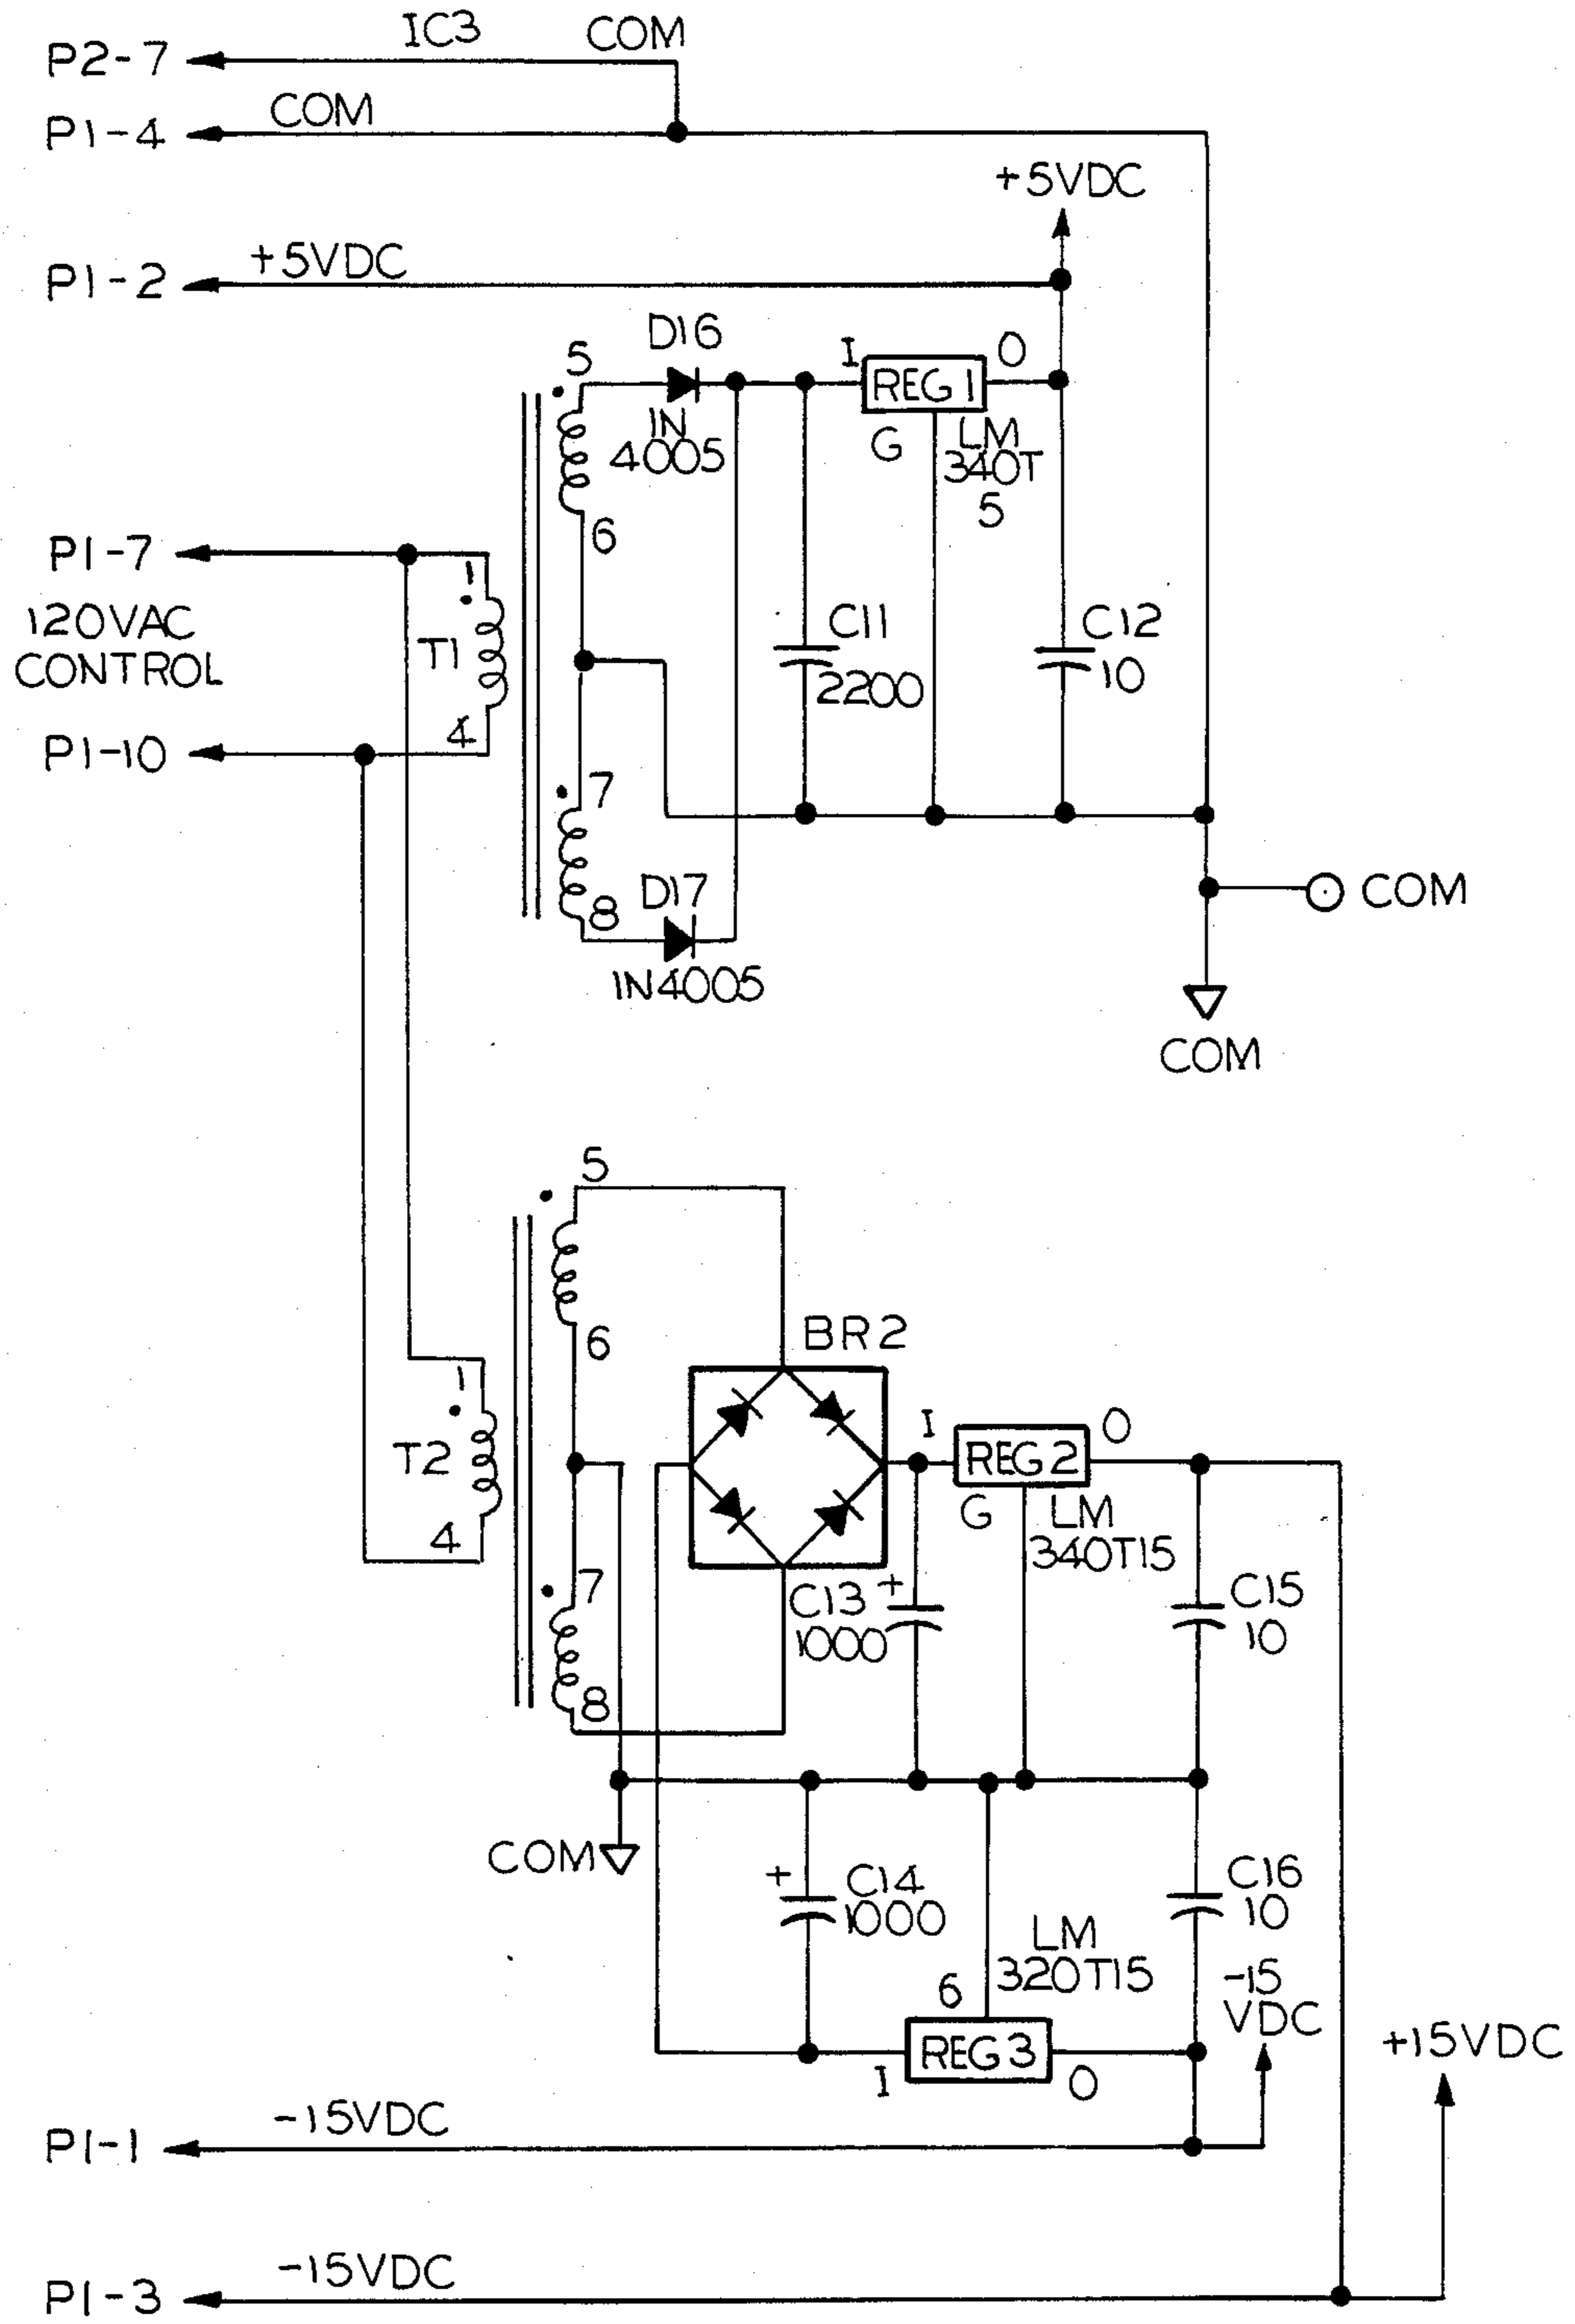 IC3 COM
P2-7
COM
P1-4
+5VDC
+5VDC
P1-2
D16
5
I
REG 1
O
IN
4005
G
LM
340T
5
6
P1-7
1
120VAC
CONTROL
T1
C11
2200
C12
10
4
P1-10
7
8
D17
IN4005
COM
COM
5
6
BR2
1
T2
4
I
REG 2
O
G
LM
340T15
7
C13 +
1000
C15
10
8
COM
+
C14
1000
C16
10
LM
320T15
6
-15
VDC
REG 3
I
O
+15VDC
-15VDC
P1-1
-15VDC
P1-3